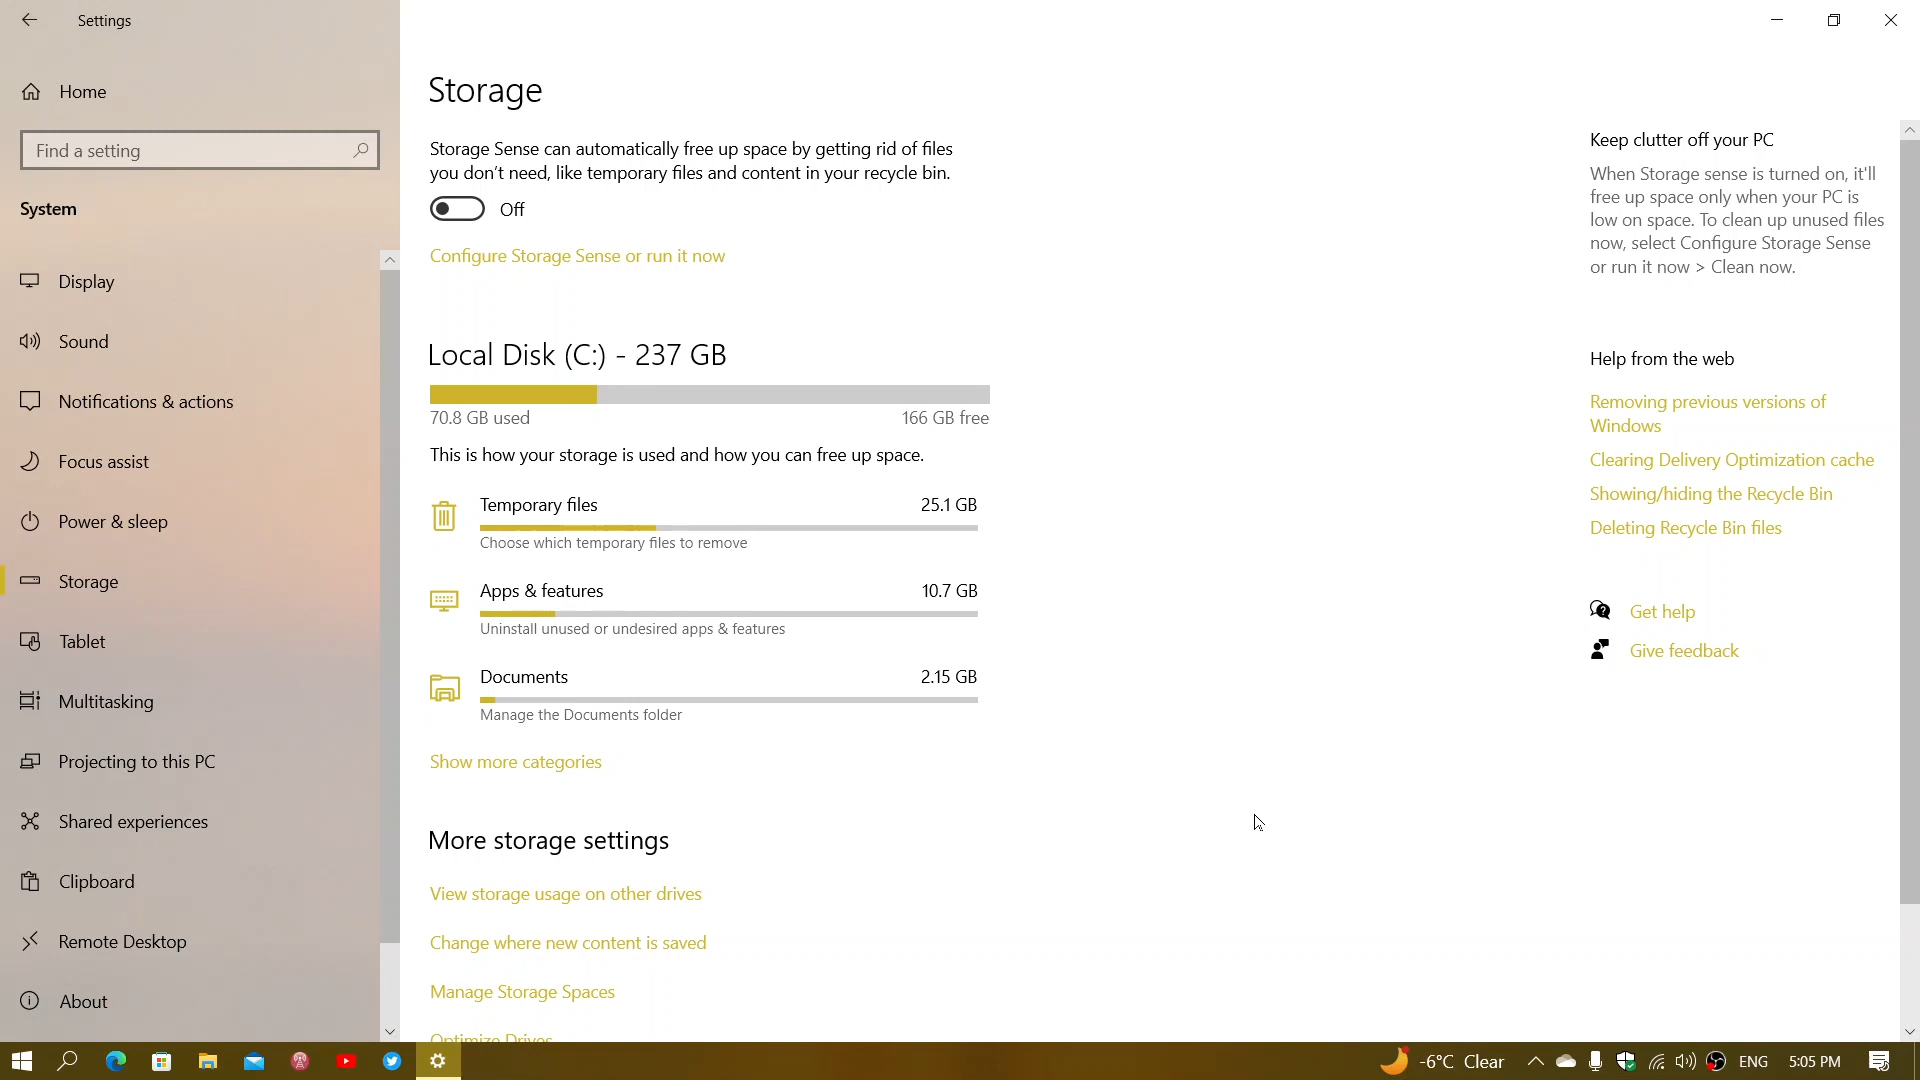 Settings
Home
Find a setting
System
Display
Sound
Notifications & actions
Focus assist
Power & sleep
Storage
Tablet
Multitasking
Projecting to this PC
Shared experiences
Clipboard
Remote Desktop
About
Storage
Storage Sense can automatically free up space by getting rid of files
you don’t need, like temporary files and content in your recycle bin.
Off
Configure Storage Sense or run it now
Local Disk (C:) - 237 GB
70.8 GB used 166 GB free
This is how your storage is used and how you can free up space.
Temporary files 25.1 GB
Choose which temporary files to remove
Apps & features 10.7 GB
Uninstall unused or undesired apps & features
Documents 2.15 GB
Manage the Documents folder
Show more categories
More storage settings
View storage usage on other drives
Change where new content is saved
Manage Storage Spaces
Optimize Drives
Keep clutter off your PC
When Storage sense is turned on, it'll
free up space only when your PC is
low on space. To clean up unused files
now, select Configure Storage Sense
or run it now > Clean now.
Help from the web
Removing previous versions of
Windows
Clearing Delivery Optimization cache
Showing/hiding the Recycle Bin
Deleting Recycle Bin files
Get help
Give feedback
-6°C Clear ENG 5:05 PM